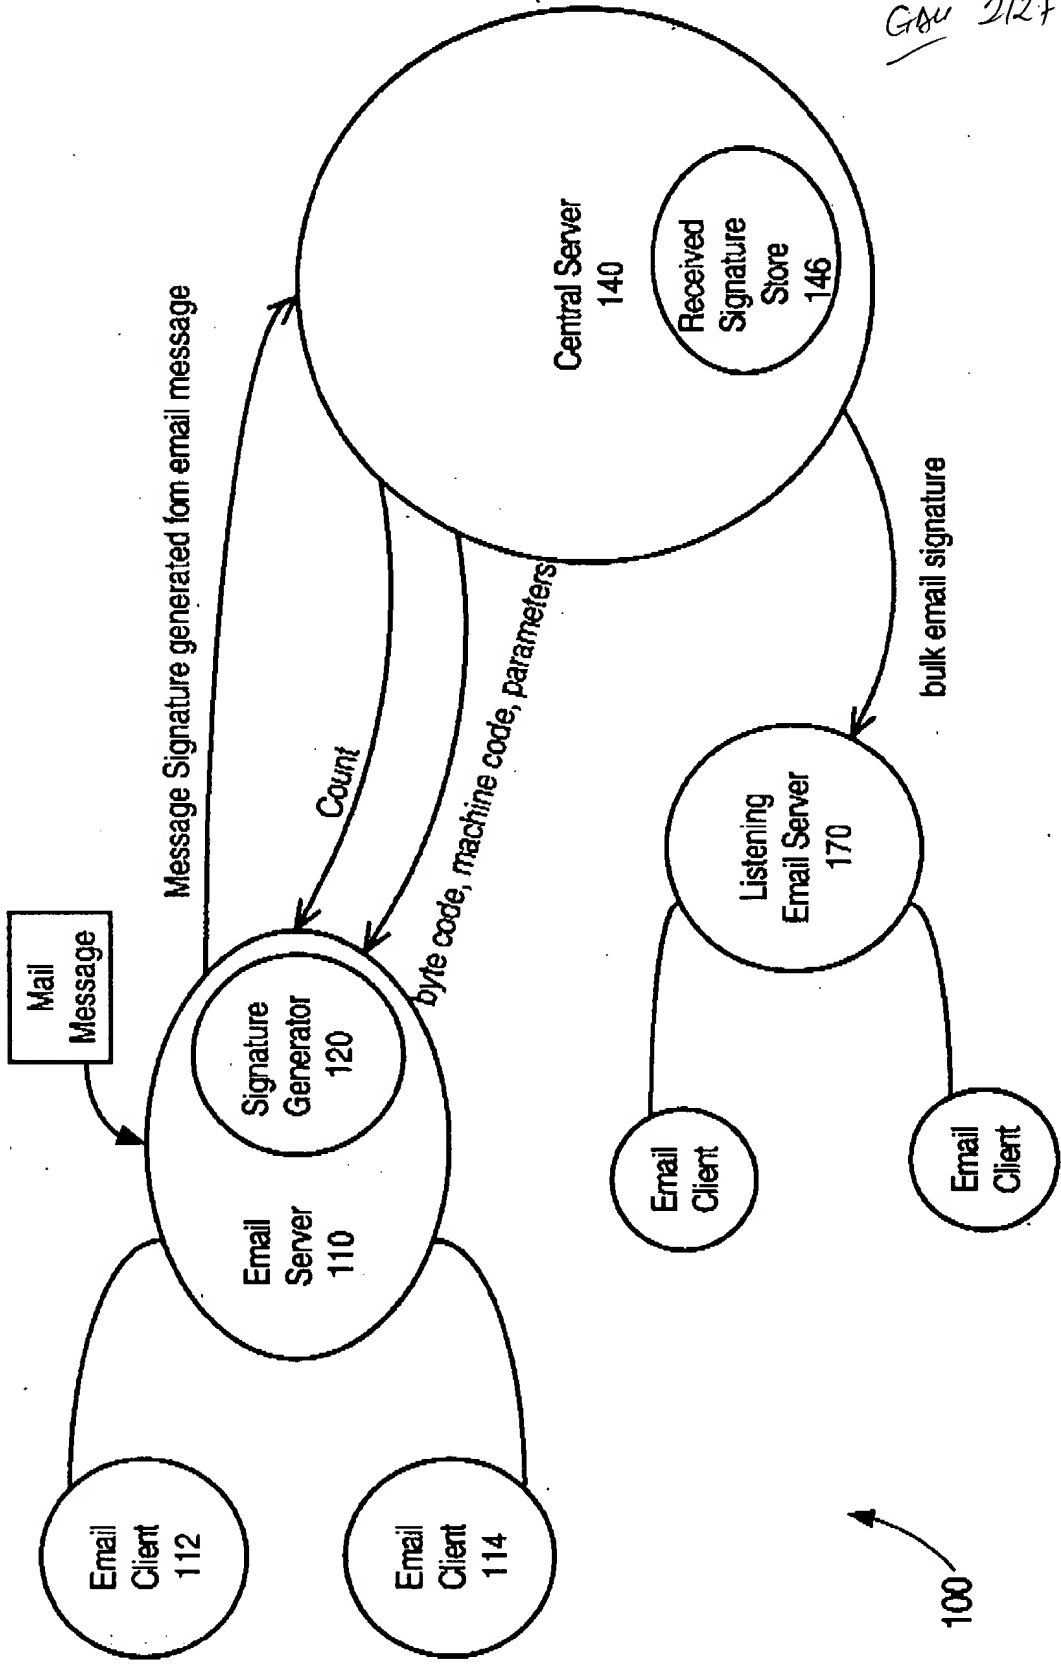 GAU 2127
Mail
Message
Message Signature generated fom email message
Count
byte code, machine code, parameters
Signature
Generator
120
Email
Server
110
Email
Client
112
Email
Client
114
Central Server
140
Received
Signature
Store
146
bulk email signature
Listening
Email Server
170
Email
Client
Email
Client
100